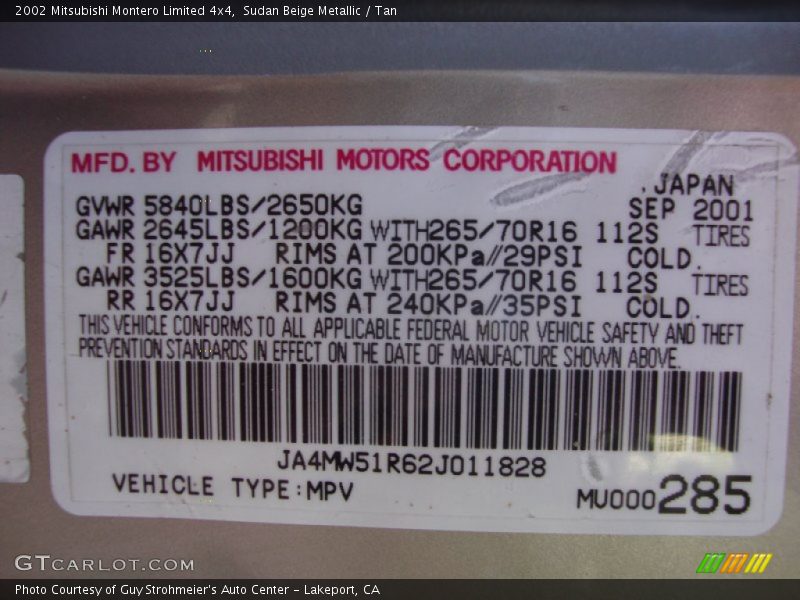 2002 Mitsubishi Montero Limited 4x4, Sudan Beige Metallic / Tan
MFD. BY MITSUBISHI MOTORS CORPORATION
.JAPAN
GVWR 5840LBS/2650KG SEP 2001
GAWR 2645LBS/1200KG WITH265/70R16 112S TIRES
FR 16X7JJ RIMS AT 200KPa//29PSI COLD.
GAWR 3525LBS/1600KG WITH265/70R16 112S TIRES
RR 16X7JJ RIMS AT 240KPa//35PSI COLD.
THIS VEHICLE CONFORMS TO ALL APPLICABLE FEDERAL MOTOR VEHICLE SAFETY AND THEFT
PREVENTION STANDARDS IN EFFECT ON THE DATE OF MANUFACTURE SHOWN ABOVE.
JA4MW51R62J011828
VEHICLE TYPE:MPV MU000285
GTCARLOT.COM
Photo Courtesy of Guy Strohmeier's Auto Center - Lakeport, CA